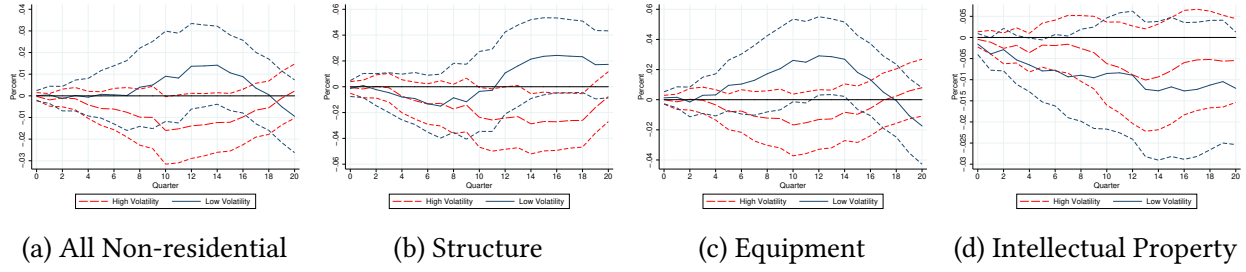 .04
.03
.02
.01
0
-.01
-.02
-.03
Percent
0 2 4 6 8 10 12 14 16 18 20
Quarter
High Volatility Low Volatility
(a) All Non-residential
.06
.04
.02
0
-.02
-.04
-.06
Percent
0 2 4 6 8 10 12 14 16 18 20
Quarter
High Volatility Low Volatility
(b) Structure
.06
.04
.02
0
-.02
-.04
Percent
0 2 4 6 8 10 12 14 16 18 20
Quarter
High Volatility Low Volatility
(c) Equipment
.005
0
-.005
-.01
-.015
-.02
-.025
-.03
Percent
0 2 4 6 8 10 12 14 16 18 20
Quarter
High Volatility Low Volatility
(d) Intellectual Property